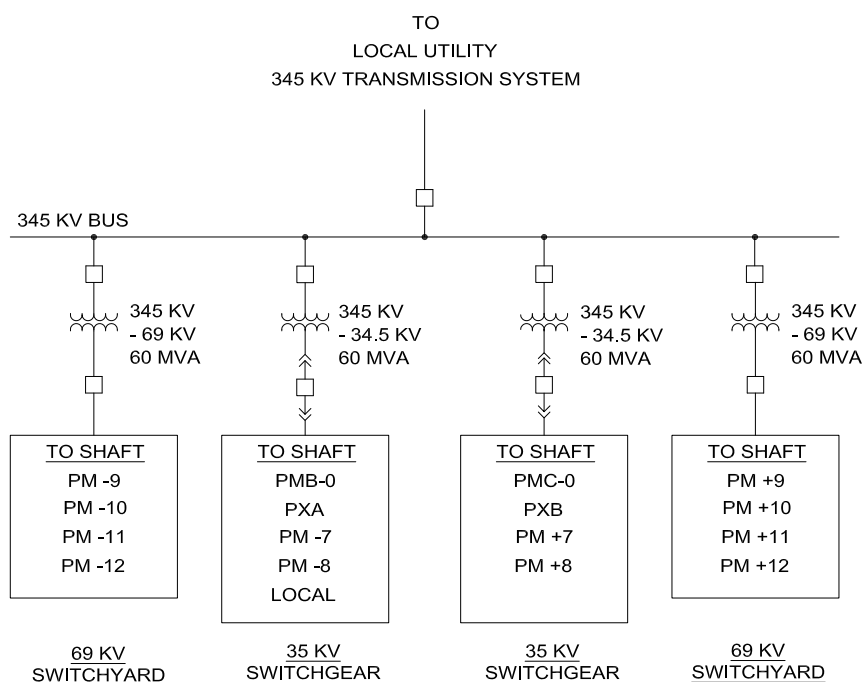 TO
LOCAL UTILITY
345 KV TRANSMISSION SYSTEM
345 KV BUS
345 KV
- 69 KV
60 MVA
345 KV
- 34.5 KV
60 MVA
345 KV
- 34.5 KV
60 MVA
345 KV
- 69 KV
60 MVA
TO SHAFT
PM -9
PM -10
PM -11
PM -12
TO SHAFT
PMB-0
PXA
PM -7
PM -8
LOCAL
TO SHAFT
PMC-0
PXB
PM +7
PM +8
TO SHAFT
PM +9
PM +10
PM +11
PM +12
69 KV
SWITCHYARD
35 KV
SWITCHGEAR
35 KV
SWITCHGEAR
69 KV
SWITCHYARD